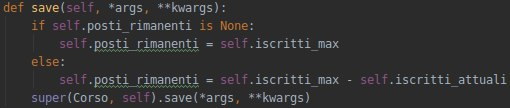 def save(self, *args, **kwargs):
    if self.posti_rimanenti is None:
        self.posti_rimanenti = self.iscritti_max
    else:
        self.posti_rimanenti = self.iscritti_max - self.iscritti_attuali
    super(Corso, self).save(*args, **kwargs)